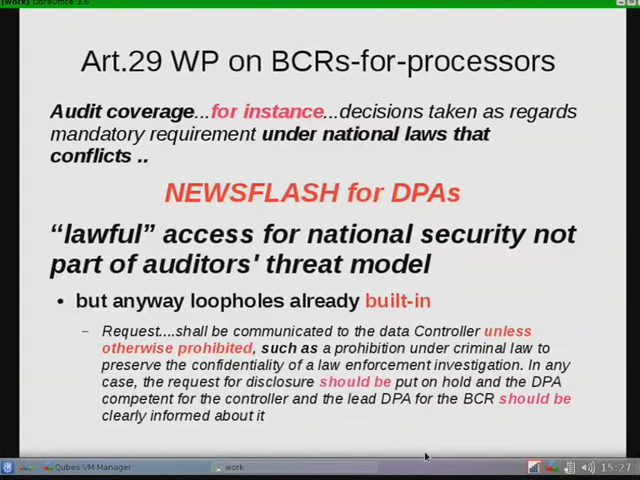 [work] LibreOffice 3.6
Art.29 WP on BCRs-for-processors
Audit coverage...for instance...decisions taken as regards
mandatory requirement under national laws that
conflicts ..
NEWSFLASH for DPAs
“lawful” access for national security not
part of auditors' threat model
• but anyway loopholes already built-in
– Request....shall be communicated to the data Controller unless
otherwise prohibited, such as a prohibition under criminal law to
preserve the confidentiality of a law enforcement investigation. In any
case, the request for disclosure should be put on hold and the DPA
competent for the controller and the lead DPA for the BCR should be
clearly informed about it
Qubes VM Manager
work
15:27